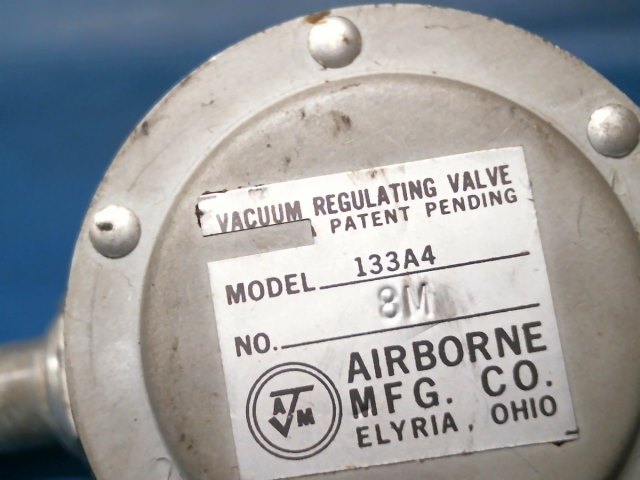 VACUUM REGULATING VALVE
PATENT PENDING
MODEL 133A4
8M
NO.
AIRBORNE
MFG. CO.
ELYRIA, OHIO
A M